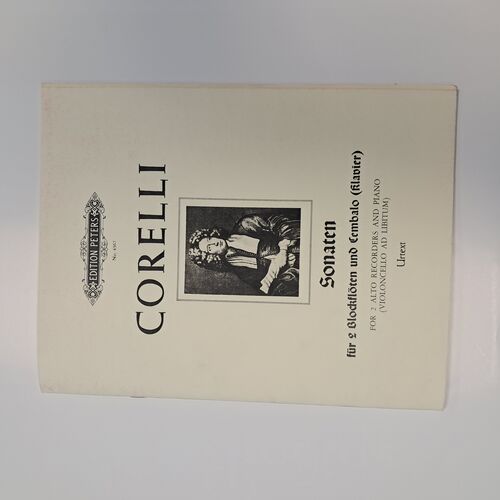 EDITION PETERS
CORELLI
Sonaten
für 2 Blockflöten und Cembalo (Klavier)
FOR 2 ALTO RECORDERS AND PIANO
(VIOLONCELLO AD LIBITUM)
Urtext